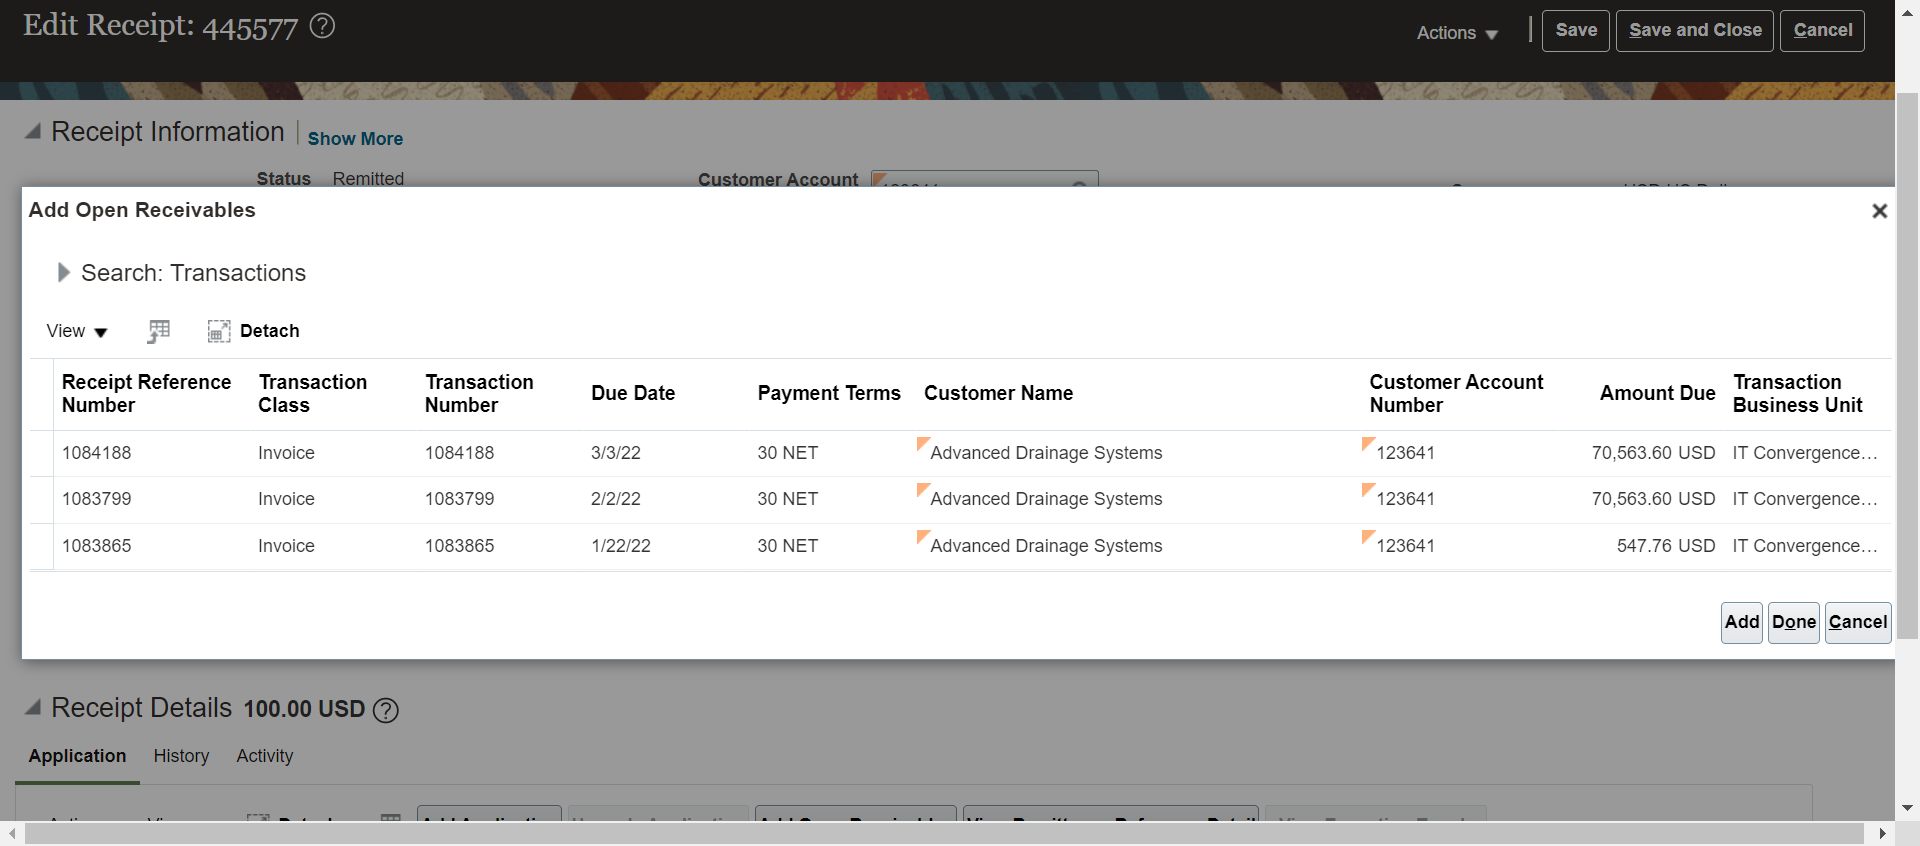 Edit Receipt: 445577
Actions
Save
Save and Close
Cancel
Receipt Information
Show More
Status Remitted
Customer Account
Add Open Receivables
Search: Transactions
View
Detach
Receipt Reference Number
Transaction Class
Transaction Number
Due Date
Payment Terms
Customer Name
Customer Account Number
Amount Due
Transaction Business Unit
1084188 Invoice 1084188 3/3/22 30 NET Advanced Drainage Systems 123641 70,563.60 USD IT Convergence...
1083799 Invoice 1083799 2/2/22 30 NET Advanced Drainage Systems 123641 70,563.60 USD IT Convergence...
1083865 Invoice 1083865 1/22/22 30 NET Advanced Drainage Systems 123641 547.76 USD IT Convergence...
Add
Done
Cancel
Receipt Details 100.00 USD
Application History Activity